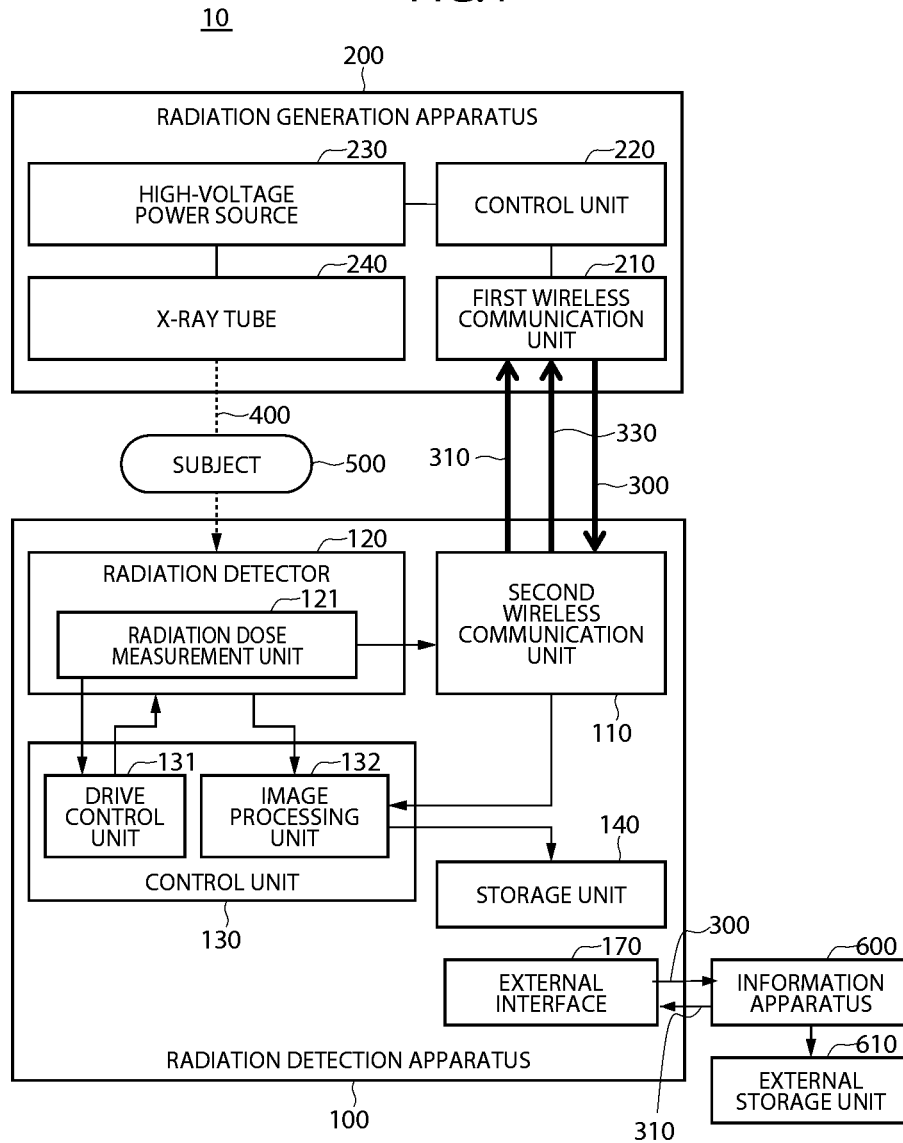 FIG. 1
10
200
RADIATION GENERATION APPARATUS
230
220
HIGH-VOLTAGE
POWER SOURCE
CONTROL UNIT
240
210
X-RAY TUBE
FIRST WIRELESS
COMMUNICATION
UNIT
400
310
330
SUBJECT
500
300
120
RADIATION DETECTOR
121
RADIATION DOSE
MEASUREMENT UNIT
SECOND
WIRELESS
COMMUNICATION
UNIT
110
131
132
DRIVE
CONTROL
UNIT
IMAGE
PROCESSING
UNIT
CONTROL UNIT
130
140
STORAGE UNIT
170
300
600
EXTERNAL
INTERFACE
INFORMATION
APPARATUS
310
610
EXTERNAL
STORAGE UNIT
RADIATION DETECTION APPARATUS
100